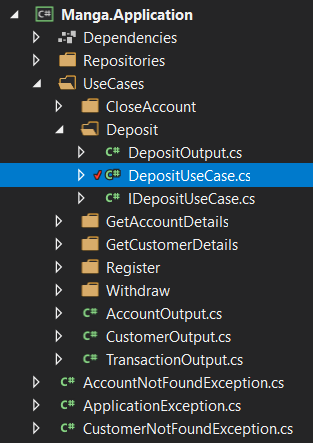 Manga.Application
Dependencies
Repositories
UseCases
CloseAccount
Deposit
C# DepositOutput.cs
C# DepositUseCase.cs
C# IDepositUseCase.cs
GetAccountDetails
GetCustomerDetails
Register
Withdraw
C# AccountOutput.cs
C# CustomerOutput.cs
C# TransactionOutput.cs
C# AccountNotFoundException.cs
C# ApplicationException.cs
C# CustomerNotFoundException.cs